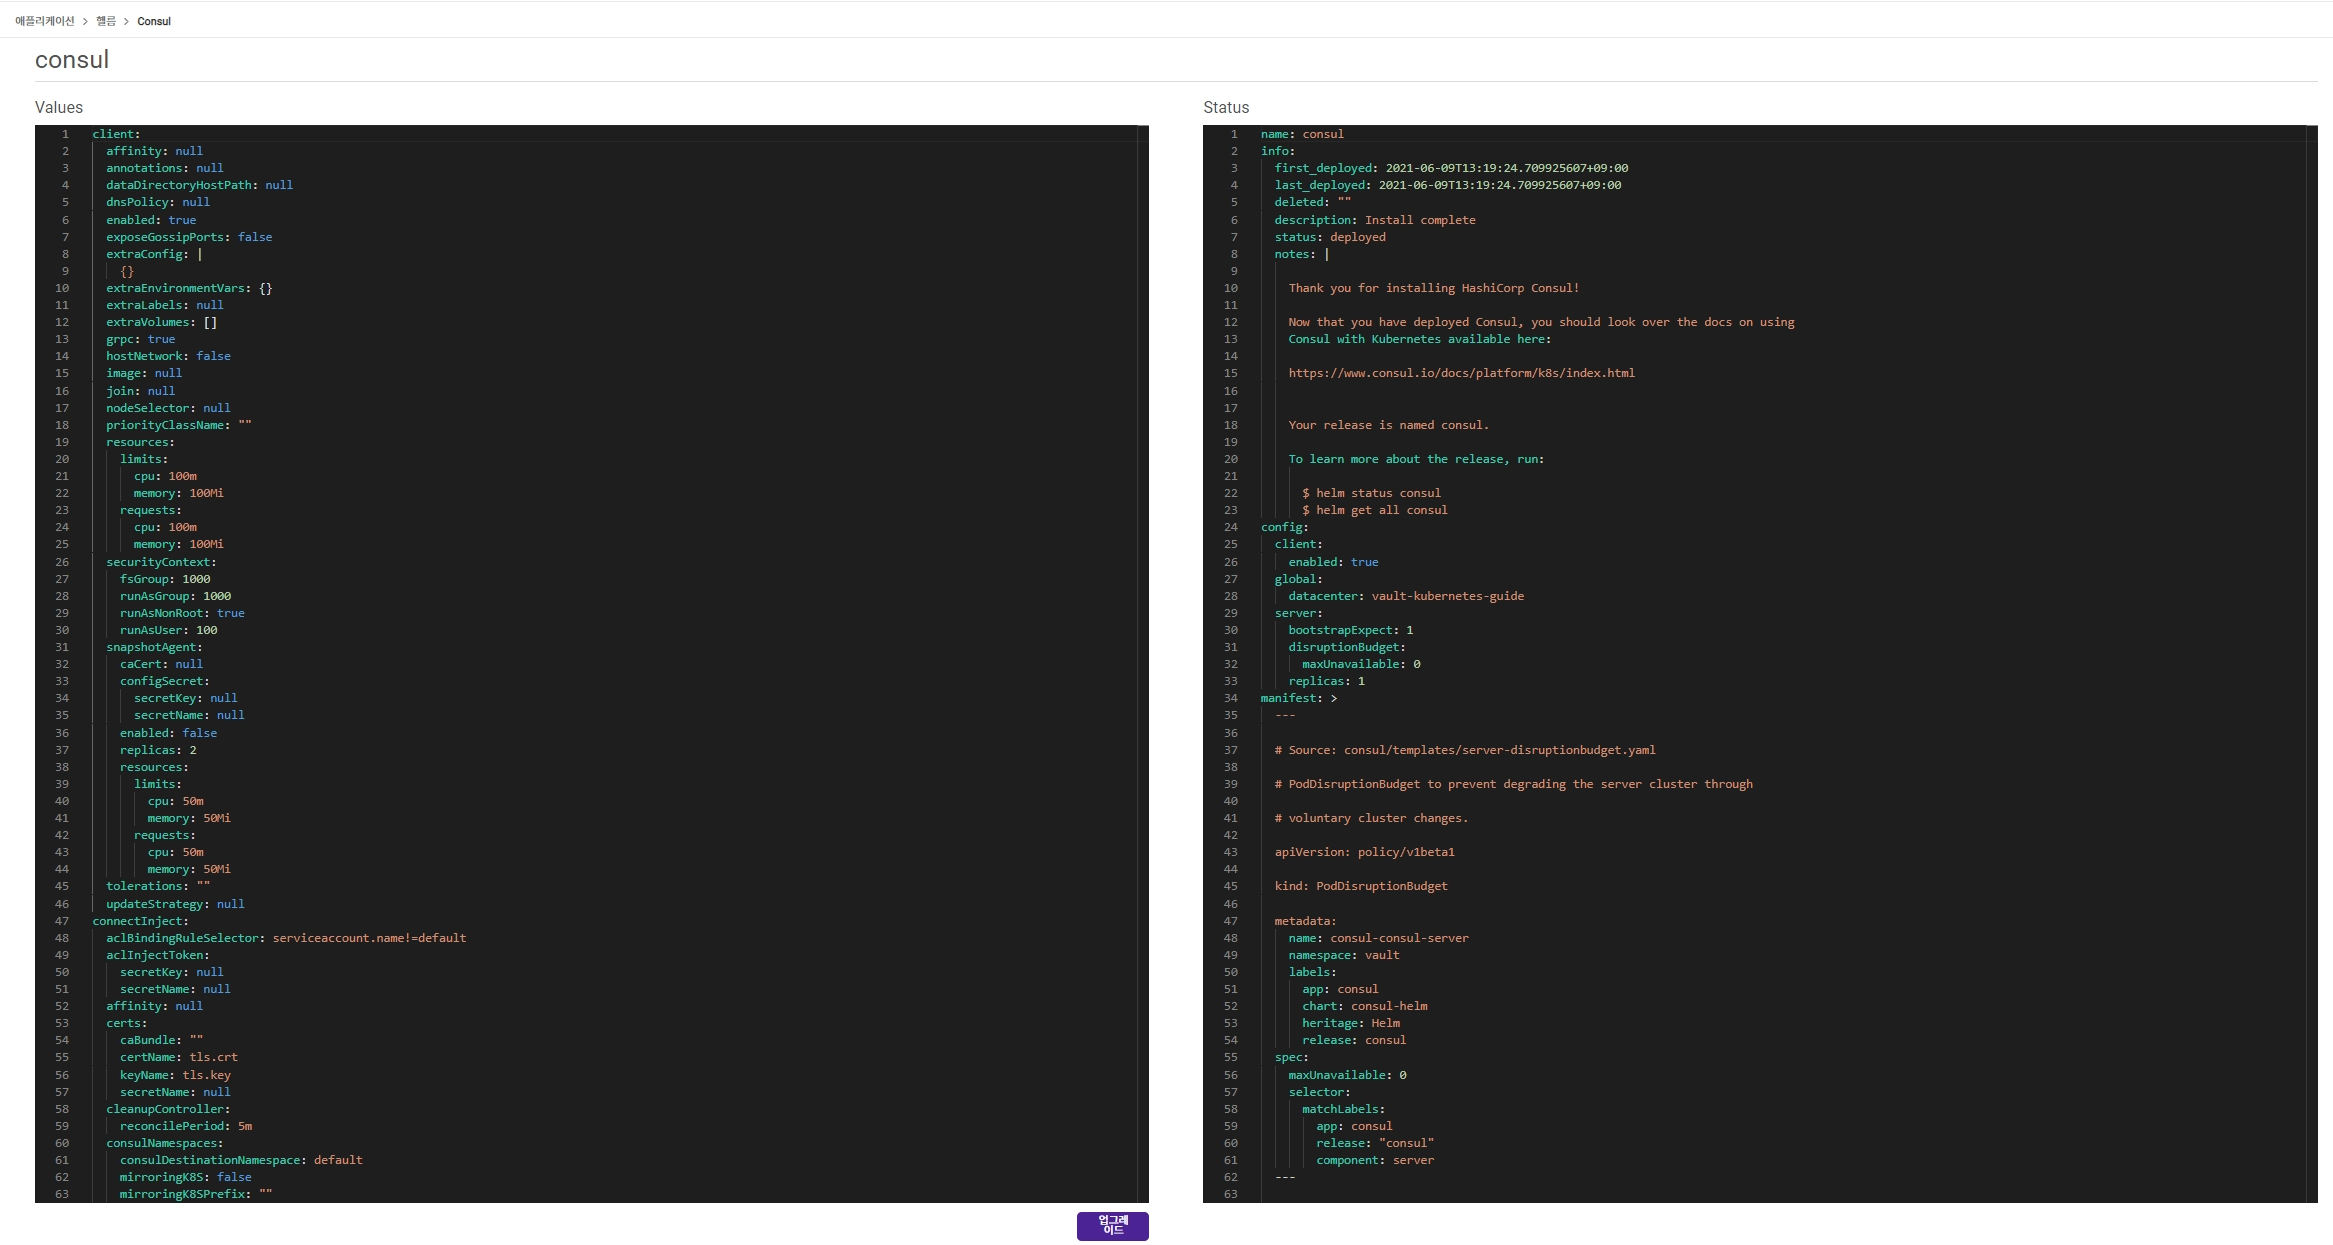 애플리케이션 > 헬름 > Consul
consul
Values
1 client:
2 affinity: null
3 annotations: null
4 dataDirectoryHostPath: null
5 dnsPolicy: null
6 enabled: true
7 exposeGossipPorts: false
8 extraConfig: |
9 {}
10 extraEnvironmentVars: {}
11 extraLabels: null
12 extraVolumes: []
13 grpc: true
14 hostNetwork: false
15 image: null
16 join: null
17 nodeSelector: null
18 priorityClassName: ""
19 resources:
20 limits:
21 cpu: 100m
22 memory: 100Mi
23 requests:
24 cpu: 100m
25 memory: 100Mi
26 securityContext:
27 fsGroup: 1000
28 runAsGroup: 1000
29 runAsNonRoot: true
30 runAsUser: 100
31 snapshotAgent:
32 caCert: null
33 configSecret:
34 secretKey: null
35 secretName: null
36 enabled: false
37 replicas: 2
38 resources:
39 limits:
40 cpu: 50m
41 memory: 50Mi
42 requests:
43 cpu: 50m
44 memory: 50Mi
45 tolerations: ""
46 updateStrategy: null
47 connectInject:
48 aclBindingRuleSelector: serviceaccount.name!=default
49 aclInjectToken:
50 secretKey: null
51 secretName: null
52 affinity: null
53 certs:
54 caBundle: ""
55 certName: tls.crt
56 keyName: tls.key
57 secretName: null
58 cleanupController:
59 reconcilePeriod: 5m
60 consulNamespaces:
61 consulDestinationNamespace: default
62 mirroringK8S: false
63 mirroringK8SPrefix: ""
업그레
이드
Status
1 name: consul
2 info:
3 first_deployed: 2021-06-09T13:19:24.709925607+09:00
4 last_deployed: 2021-06-09T13:19:24.709925607+09:00
5 deleted: ""
6 description: Install complete
7 status: deployed
8 notes: |
9
10 Thank you for installing HashiCorp Consul!
11
12 Now that you have deployed Consul, you should look over the docs on using
13 Consul with Kubernetes available here:
14
15 https://www.consul.io/docs/platform/k8s/index.html
16
17
18 Your release is named consul.
19
20 To learn more about the release, run:
21
22 $ helm status consul
23 $ helm get all consul
24 config:
25 client:
26 enabled: true
27 global:
28 datacenter: vault-kubernetes-guide
29 server:
30 bootstrapExpect: 1
31 disruptionBudget:
32 maxUnavailable: 0
33 replicas: 1
34 manifest: >
35 ---
36
37 # Source: consul/templates/server-disruptionbudget.yaml
38
39 # PodDisruptionBudget to prevent degrading the server cluster through
40
41 # voluntary cluster changes.
42
43 apiVersion: policy/v1beta1
44
45 kind: PodDisruptionBudget
46
47 metadata:
48 name: consul-consul-server
49 namespace: vault
50 labels:
51 app: consul
52 chart: consul-helm
53 heritage: Helm
54 release: consul
55 spec:
56 maxUnavailable: 0
57 selector:
58 matchLabels:
59 app: consul
60 release: "consul"
61 component: server
62 ---
63